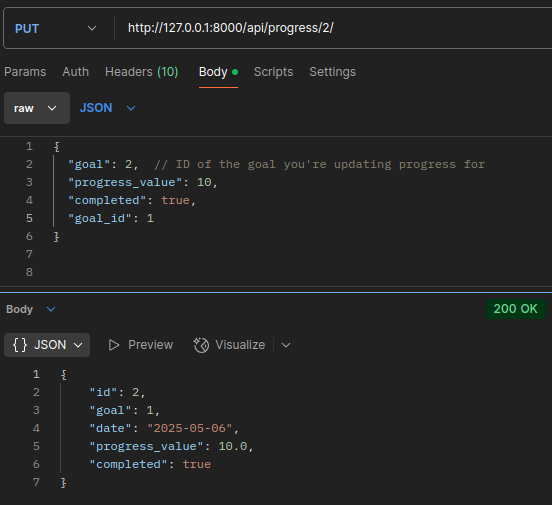 PUT http://127.0.0.1:8000/api/progress/2/
Params Auth Headers (10) Body Scripts Settings
raw JSON
1 {
2 "goal": 2, // ID of the goal you're updating progress for
3 "progress_value": 10,
4 "completed": true,
5 "goal_id": 1
6 }
7
8
Body 200 OK
{} JSON Preview Visualize
1 {
2 "id": 2,
3 "goal": 1,
4 "date": "2025-05-06",
5 "progress_value": 10.0,
6 "completed": true
7 }